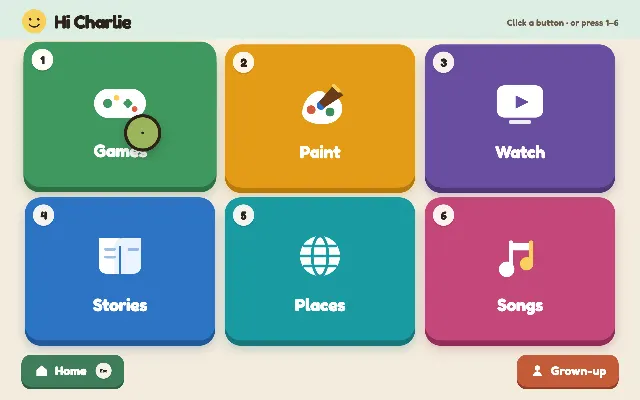 Hi Charlie
Click a button · or press 1–6
1
Games
2
Paint
3
Watch
4
Stories
5
Places
6
Songs
Home
Grown-up